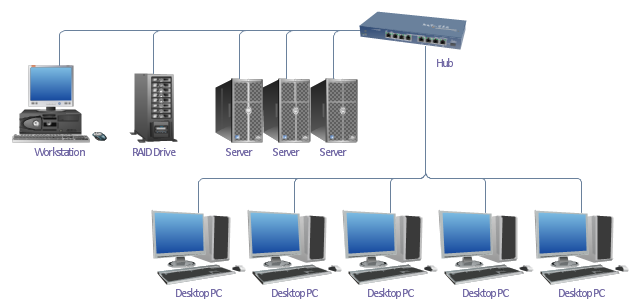 Hub
Workstation
RAID Drive
Server
Server
Server
Desktop PC
Desktop PC
Desktop PC
Desktop PC
Desktop PC